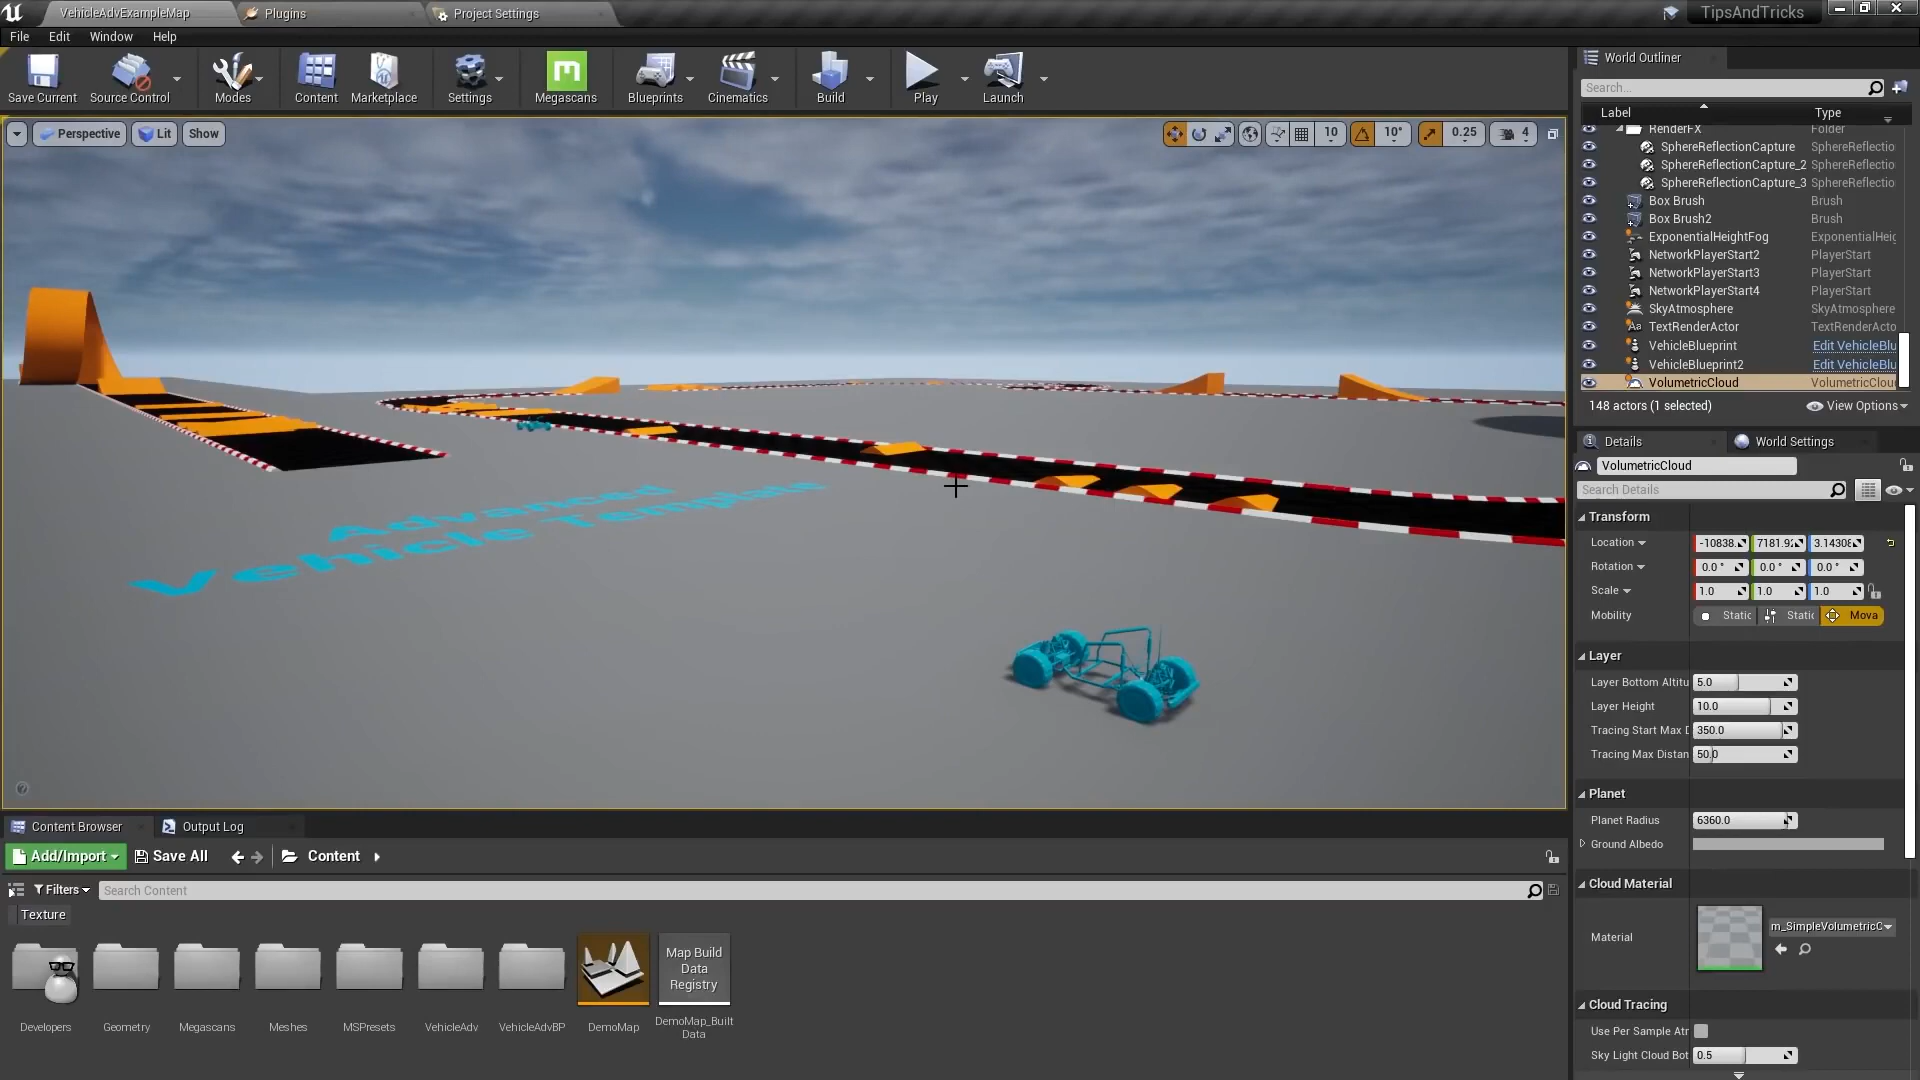 VehicleAdvExampleMap
Plugins
Project Settings
TipsAndTricks
File Edit Window Help
Save Current
Source Control
Modes
Content
Marketplace
Settings
Megascans
Blueprints
Cinematics
Build
Play
Launch
Perspective
Lit
Show
10
10°
0.25
4
Advanced
Vehicle Template
World Outliner
Search...
Label Type
RenderFX Folder
SphereReflectionCapture SphereReflectio
SphereReflectionCapture_2 SphereReflectio
SphereReflectionCapture_3 SphereReflectio
Box Brush Brush
Box Brush2 Brush
ExponentialHeightFog ExponentialHeig
NetworkPlayerStart2 PlayerStart
NetworkPlayerStart3 PlayerStart
NetworkPlayerStart4 PlayerStart
SkyAtmosphere SkyAtmosphere
TextRenderActor TextRenderActo
VehicleBlueprint Edit VehicleBlu
VehicleBlueprint2 Edit VehicleBlu
VolumetricCloud VolumetricClou
148 actors (1 selected) View Options
Details
World Settings
VolumetricCloud
Search Details
Transform
Location -10838. 7181.92 3.14308
Rotation 0.0 ° 0.0 ° 0.0 °
Scale 1.0 1.0 1.0
Mobility Static Static Mova
Layer
Layer Bottom Altitu 5.0
Layer Height 10.0
Tracing Start Max D 350.0
Tracing Max Distan 50.0
Planet
Planet Radius 6360.0
Ground Albedo
Cloud Material
Material m_SimpleVolumetricC
Cloud Tracing
Use Per Sample Atr
Sky Light Cloud Bot 0.5
Content Browser
Output Log
Add/Import
Save All
Content
Filters
Search Content
Texture
Map Build
Data
Registry
Developers
Geometry
Megascans
Meshes
MSPresets
VehicleAdv
VehicleAdvBP
DemoMap
DemoMap_Built
Data